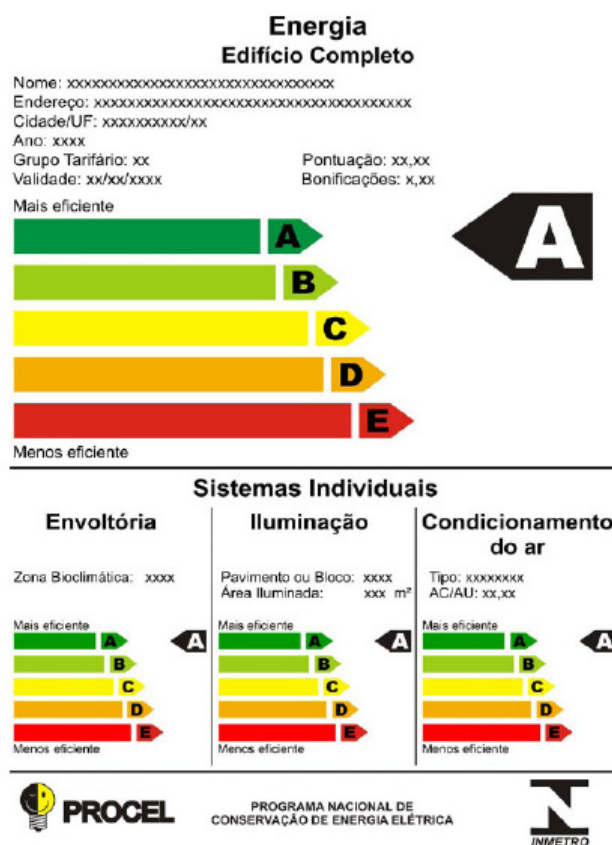 Energia
Edifício Completo
Nome: xxxxxxxxxxxxxxxxxxxxxxxxxxxxxxxx
Endereço: xxxxxxxxxxxxxxxxxxxxxxxxxxxxxxxxxxxxxx
Cidade/UF: xxxxxxxxxx/xx
Ano: xxxx
Grupo Tarifário: xx Pontuação: xx,xx
Validade: xx/xx/xxxx Bonificações: x,xx
Mais eficiente
A A
B
C
D
E
Menos eficiente
Sistemas Individuais
Envoltória
Zona Bioclimática: xxxx
Mais eficiente
A A
B
C
D
E
Menos eficiente
Iluminação
Pavimento ou Bloco: xxxx
Área Iluminada: xxx m²
Mais eficiente
A A
B
C
D
E
Menos eficiente
Condicionamento
do ar
Tipo: xxxxxxxx
AC/AU: xx,xx
Mais eficiente
A A
B
C
D
E
Menos eficiente
PROCEL
PROGRAMA NACIONAL DE
CONSERVAÇÃO DE ENERGIA ELÉTRICA
INMETRO